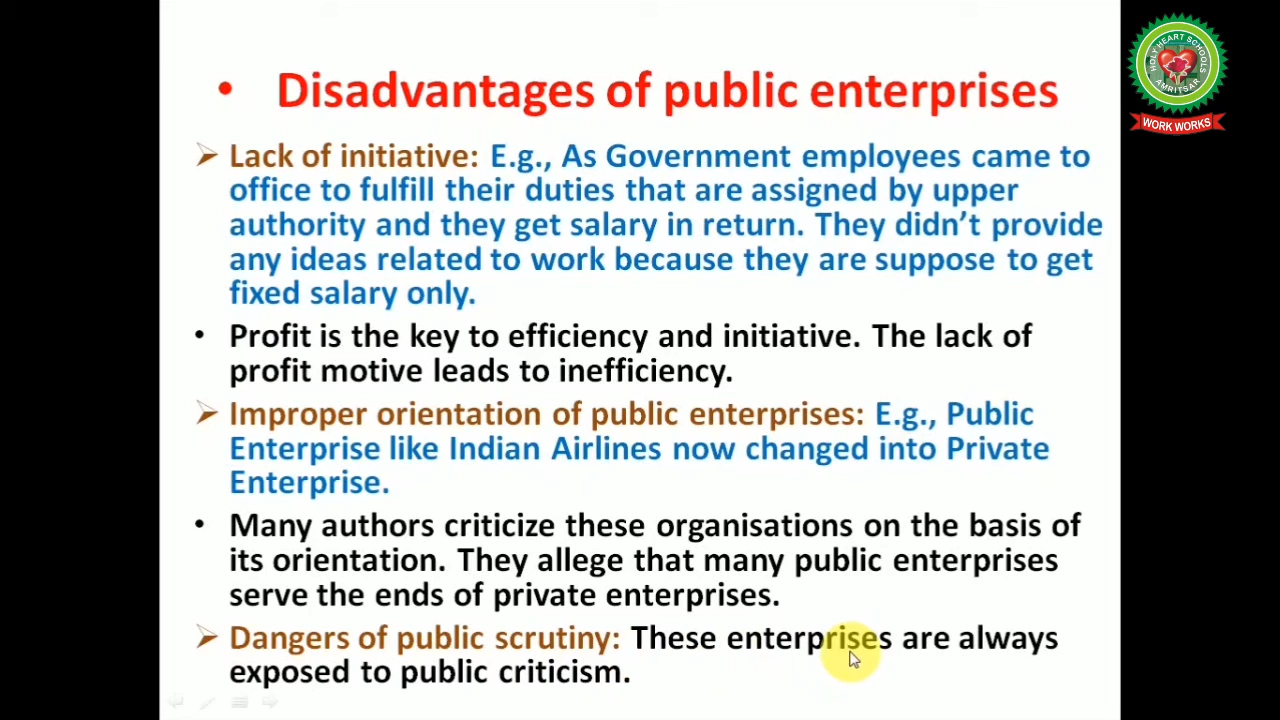 • Disadvantages of public enterprises
➢ Lack of initiative: E.g., As Government employees came to
office to fulfill their duties that are assigned by upper
authority and they get salary in return. They didn't provide
any ideas related to work because they are suppose to get
fixed salary only.
• Profit is the key to efficiency and initiative. The lack of
profit motive leads to inefficiency.
➢ Improper orientation of public enterprises: E.g., Public
Enterprise like Indian Airlines now changed into Private
Enterprise.
• Many authors criticize these organisations on the basis of
its orientation. They allege that many public enterprises
serve the ends of private enterprises.
➢ Dangers of public scrutiny: These enterprises are always
exposed to public criticism.
HOLY HEART SCHOOLS
AMRITSAR
WORK WORKS